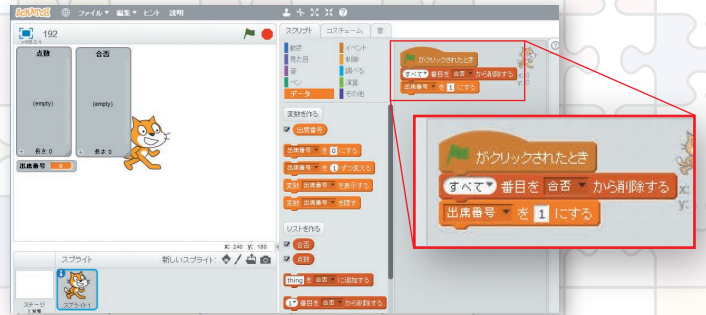 SCRATCH ファイル▼ 編集▼ ヒント 説明
192
v458.0.1
点数
(empty)
+ 長さ: 0
合否
(empty)
+ 長さ: 0
出席番号 0
x: 240 y: 180
スプライト 新しいスプライト:
ステージ
1 背景
スプライト1
スクリプト コスチューム 音
動き イベント
見た目 制御
音 調べる
ペン 演算
データ その他
変数を作る
出席番号
出席番号▼ を 0 にする
出席番号▼ を 1 ずつ変える
変数 出席番号▼ を表示する
変数 出席番号▼ を隠す
リストを作る
合否
点数
thing を 合否▼ に追加する
1▼ 番目を 合否▼ から削除する
がクリックされたとき
すべて▼ 番目を 合否▼ から削除する
出席番号▼ を 1 にする
がクリックされたとき
すべて▼ 番目を 合否▼ から削除する
出席番号▼ を 1 にする
x:
y: